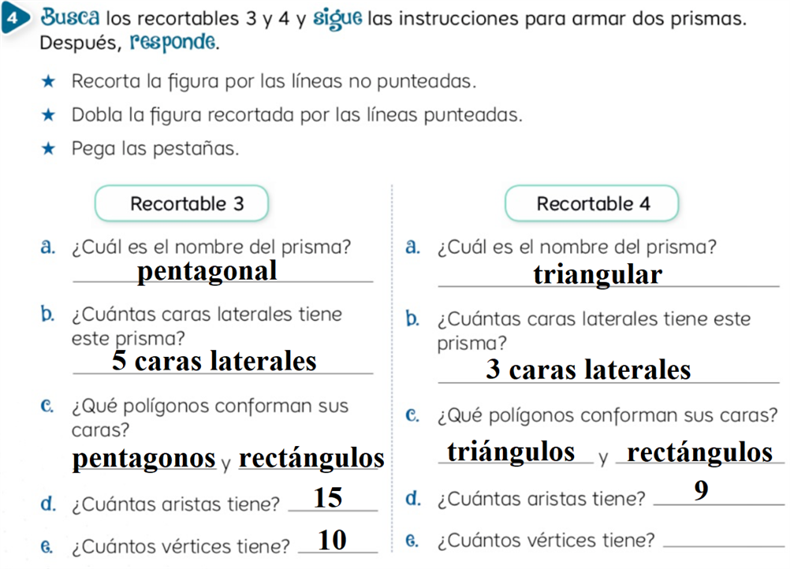 4 Busca los recortables 3 y 4 y sigue las instrucciones para armar dos prismas.
Después, responde.
★ Recorta la figura por las líneas no punteadas.
★ Dobla la figura recortada por las líneas punteadas.
★ Pega las pestañas.
Recortable 3
a. ¿Cuál es el nombre del prisma?
pentagonal
b. ¿Cuántas caras laterales tiene
este prisma?
5 caras laterales
c. ¿Qué polígonos conforman sus
caras?
pentagonos y rectángulos
d. ¿Cuántas aristas tiene? 15
e. ¿Cuántos vértices tiene? 10
Recortable 4
a. ¿Cuál es el nombre del prisma?
triangular
b. ¿Cuántas caras laterales tiene este
prisma?
3 caras laterales
c. ¿Qué polígonos conforman sus caras?
triángulos y rectángulos
d. ¿Cuántas aristas tiene? 9
e. ¿Cuántos vértices tiene?